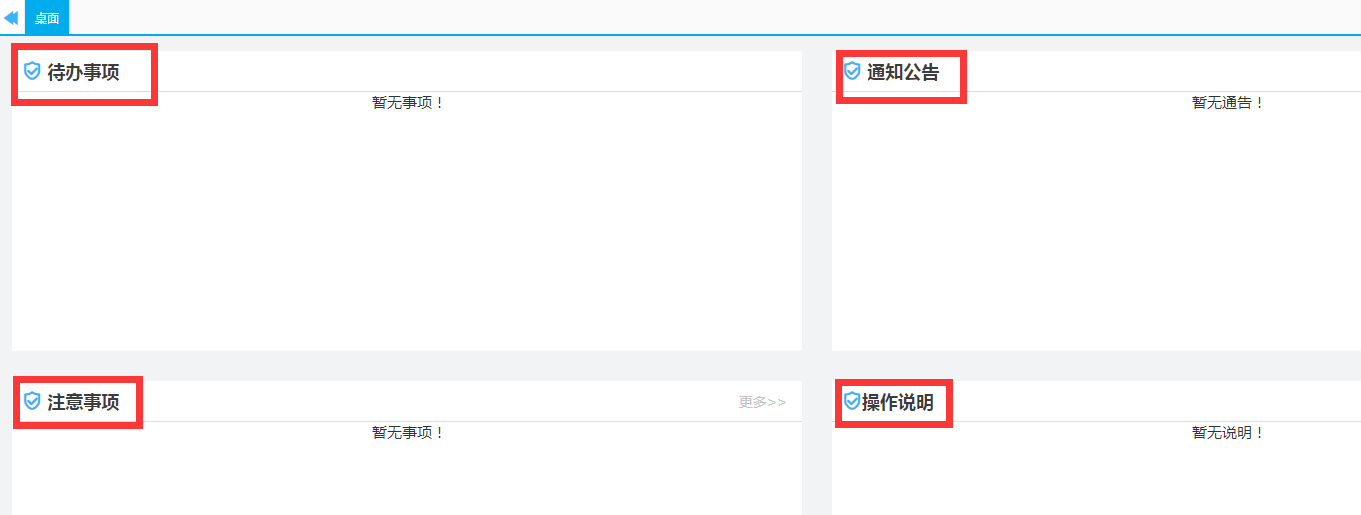 桌面
待办事项
暂无事项！
通知公告
暂无通告！
注意事项
更多>>
暂无事项！
操作说明
暂无说明！